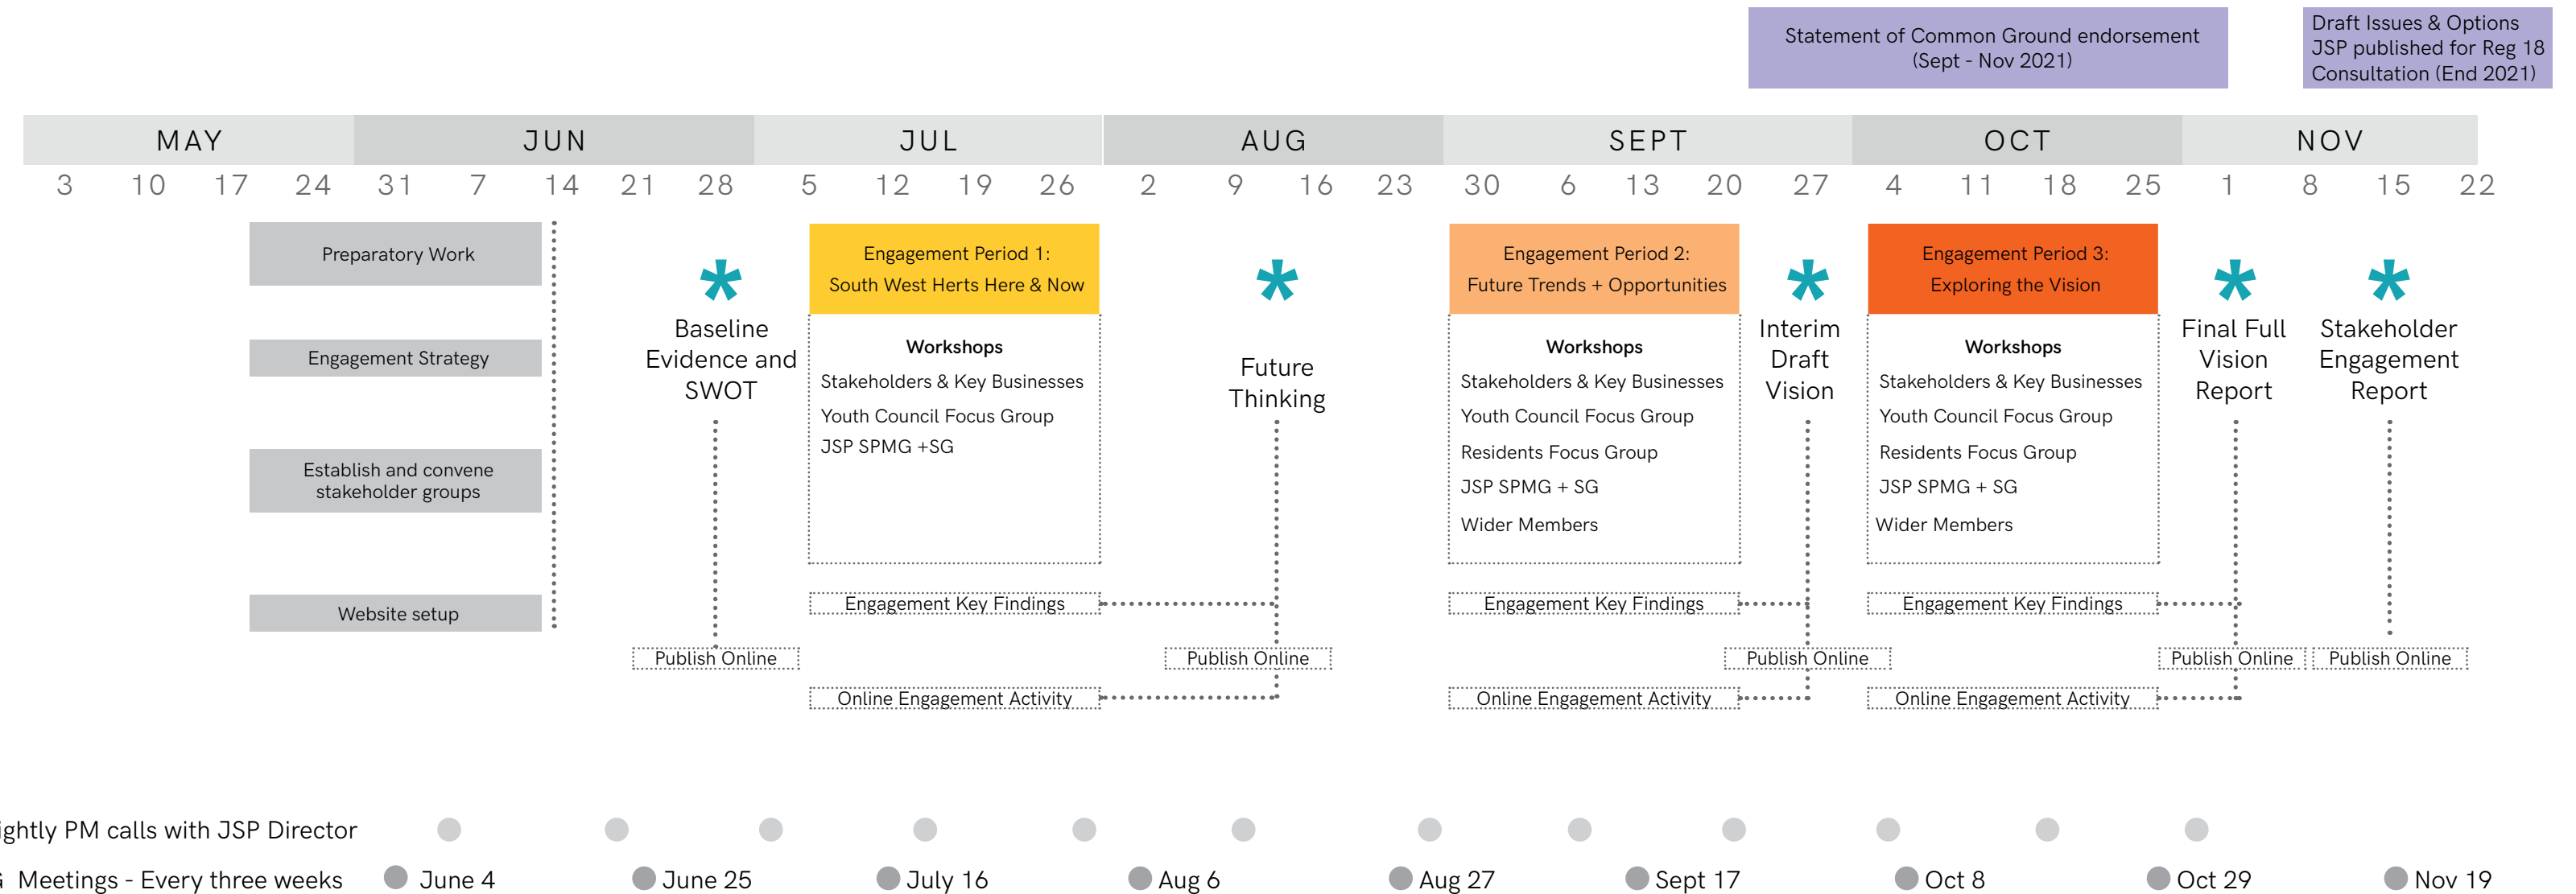 Statement of Common Ground endorsement
(Sept - Nov 2021)
Draft Issues & Options
JSP published for Reg 18
Consultation (End 2021)
MAY JUN JUL AUG SEPT OCT NOV
3 10 17 24 31 7 14 21 28 5 12 19 26 2 9 16 23 30 6 13 20 27 4 11 18 25 1 8 15 22
Preparatory Work
Engagement Strategy
Establish and convene
stakeholder groups
Website setup
*
Baseline
Evidence and
SWOT
Publish Online
Engagement Period 1:
South West Herts Here & Now
Workshops
Stakeholders & Key Businesses
Youth Council Focus Group
JSP SPMG +SG
Engagement Key Findings
Online Engagement Activity
*
Future
Thinking
Publish Online
Engagement Period 2:
Future Trends + Opportunities
Workshops
Stakeholders & Key Businesses
Youth Council Focus Group
Residents Focus Group
JSP SPMG + SG
Wider Members
Engagement Key Findings
Online Engagement Activity
*
Interim
Draft
Vision
Publish Online
Engagement Period 3:
Exploring the Vision
Workshops
Stakeholders & Key Businesses
Youth Council Focus Group
Residents Focus Group
JSP SPMG + SG
Wider Members
Engagement Key Findings
Online Engagement Activity
*
Final Full
Vision
Report
Publish Online
*
Stakeholder
Engagement
Report
Publish Online
PM calls with JSP Director
Meetings - Every three weeks June 4 June 25 July 16 Aug 6 Aug 27 Sept 17 Oct 8 Oct 29 Nov 19